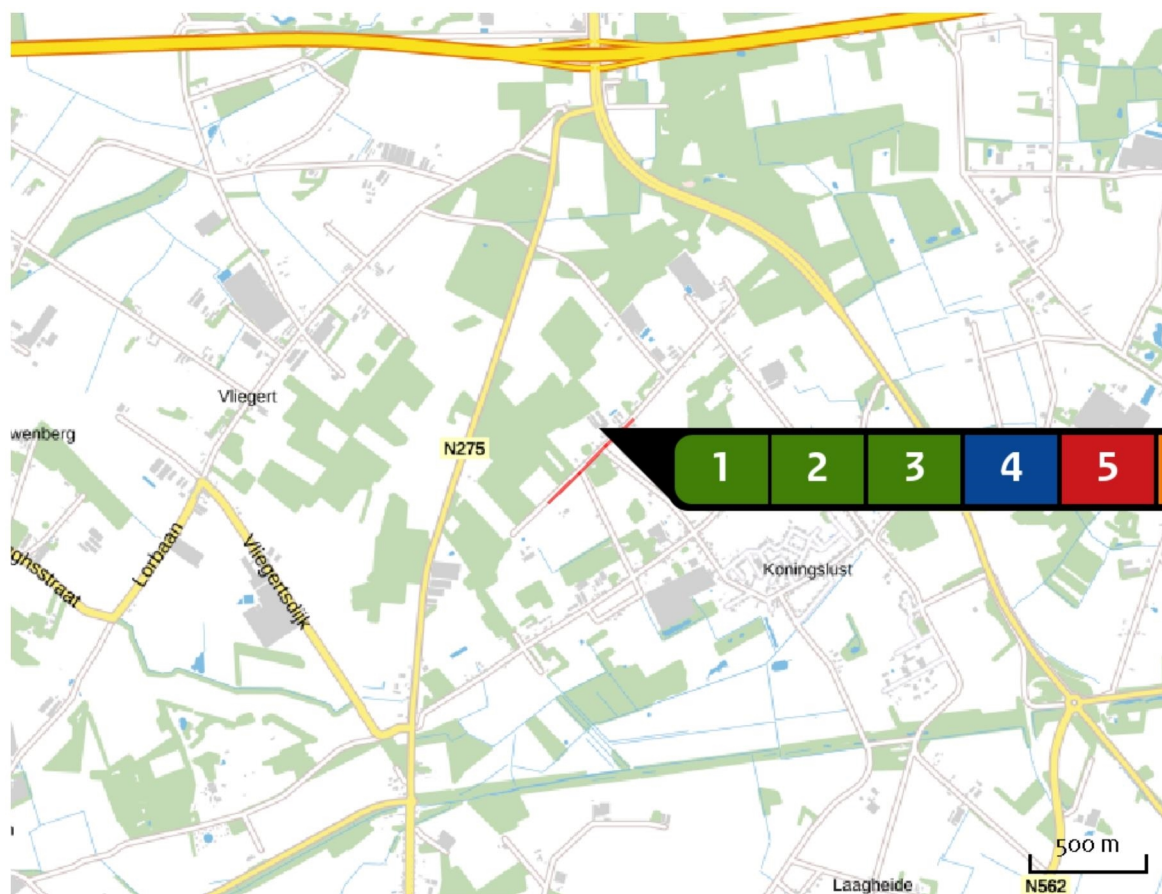 Vliegert
wenberg
N275
1 2 3 4 5
Lorbaan
ghsstraat
Vliegertsdijk
Koningslust
500 m
Laagheide
N562